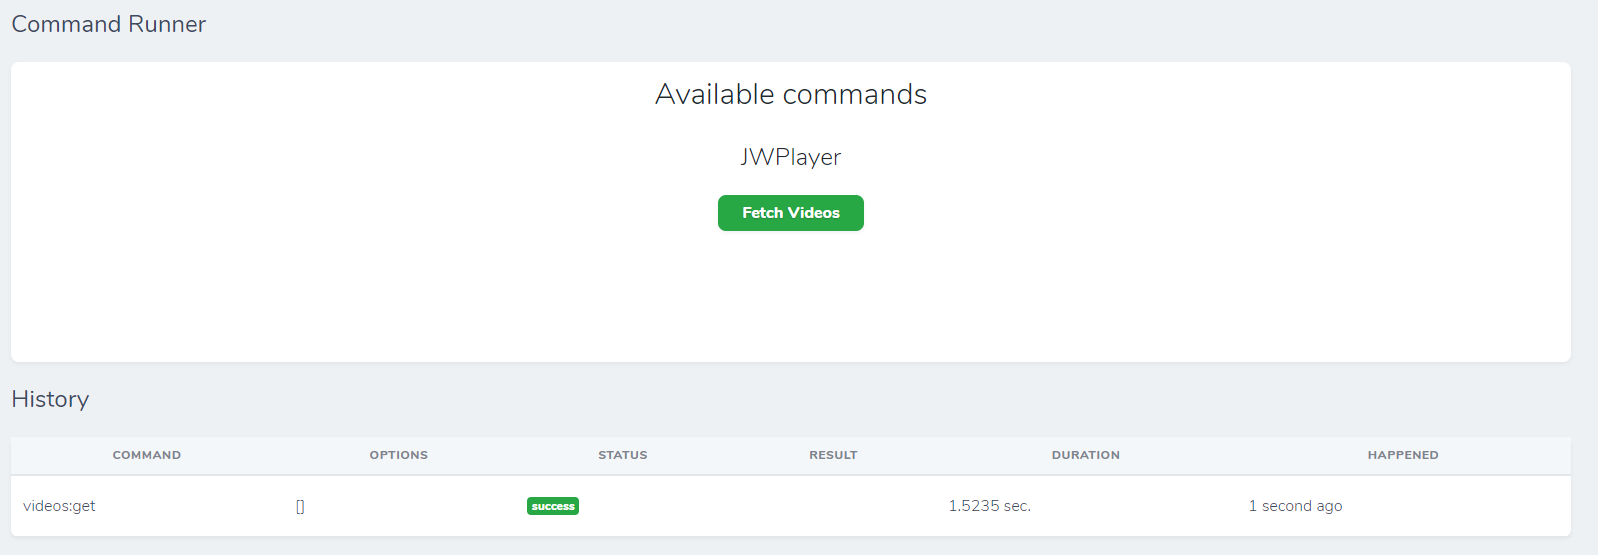 Command Runner
Available commands
JWPlayer
Fetch Videos
History
COMMAND OPTIONS STATUS RESULT DURATION HAPPENED
videos:get [] success 1.5235 sec. 1 second ago